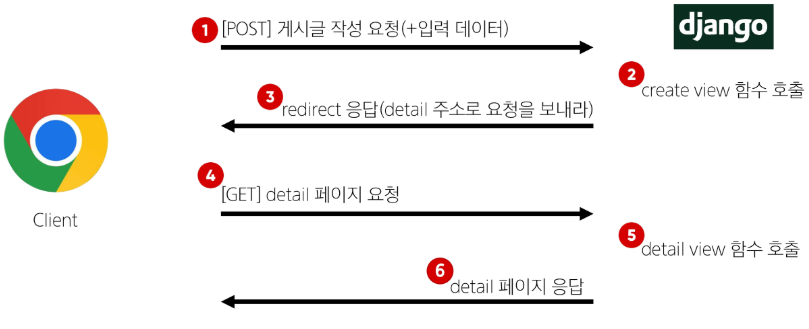 1 [POST] 게시글 작성 요청(+입력 데이터)
django
2 create view 함수 호출
3 redirect 응답(detail 주소로 요청을 보내라)
4 [GET] detail 페이지 요청
Client
5 detail view 함수 호출
6 detail 페이지 응답